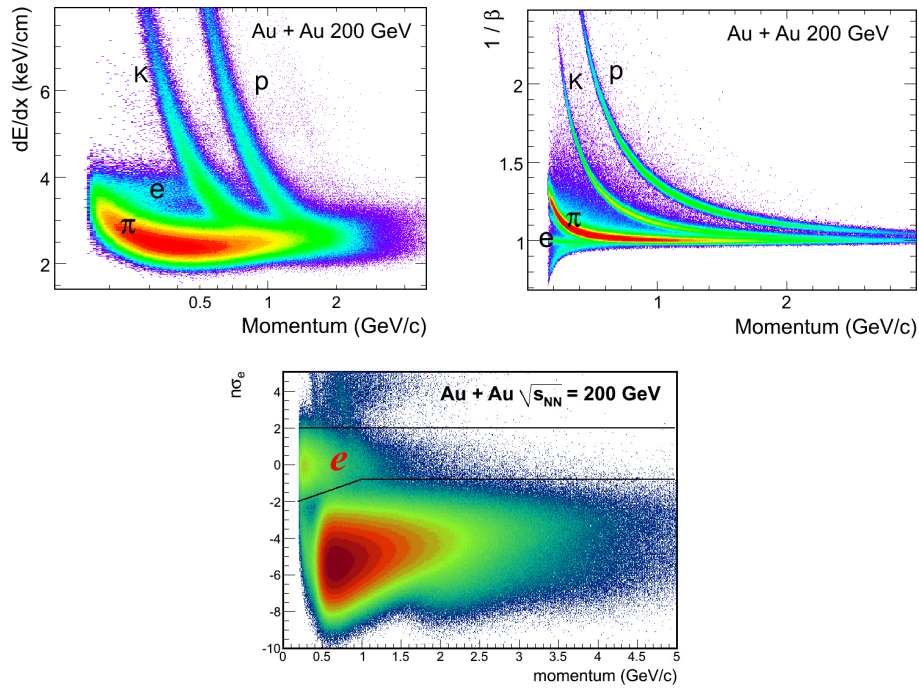 dE/dx (keV/cm)
Au + Au 200 GeV
K
p
e
π
6
4
2
0.5
1
2
Momentum (GeV/c)
1 / β
Au + Au 200 GeV
K
p
π
e
2
1.5
1
1
2
Momentum (GeV/c)
nσe
Au + Au √sNN = 200 GeV
e
4
2
0
-2
-4
-6
-8
-10
0 0.5 1 1.5 2 2.5 3 3.5 4 4.5 5
momentum (GeV/c)